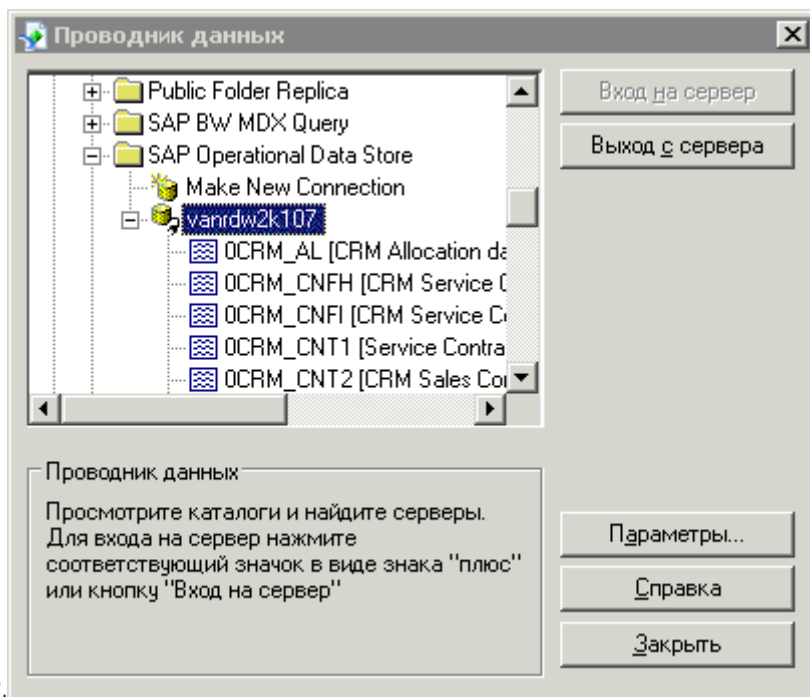 Проводник данных
Public Folder Replica
SAP BW MDX Query
SAP Operational Data Store
Make New Connection
vanrdw2k107
0CRM_AL [CRM Allocation da
0CRM_CNFH [CRM Service
0CRM_CNFI [CRM Service
0CRM_CNT1 [Service Contra
0CRM_CNT2 [CRM Sales
Вход на сервер
Выход с сервера
Проводник данных
Просмотрите каталоги и найдите серверы.
Для входа на сервер нажмите
соответствующий значок в виде знака "плюс"
или кнопку "Вход на сервер"
Параметры...
Справка
Закрыть